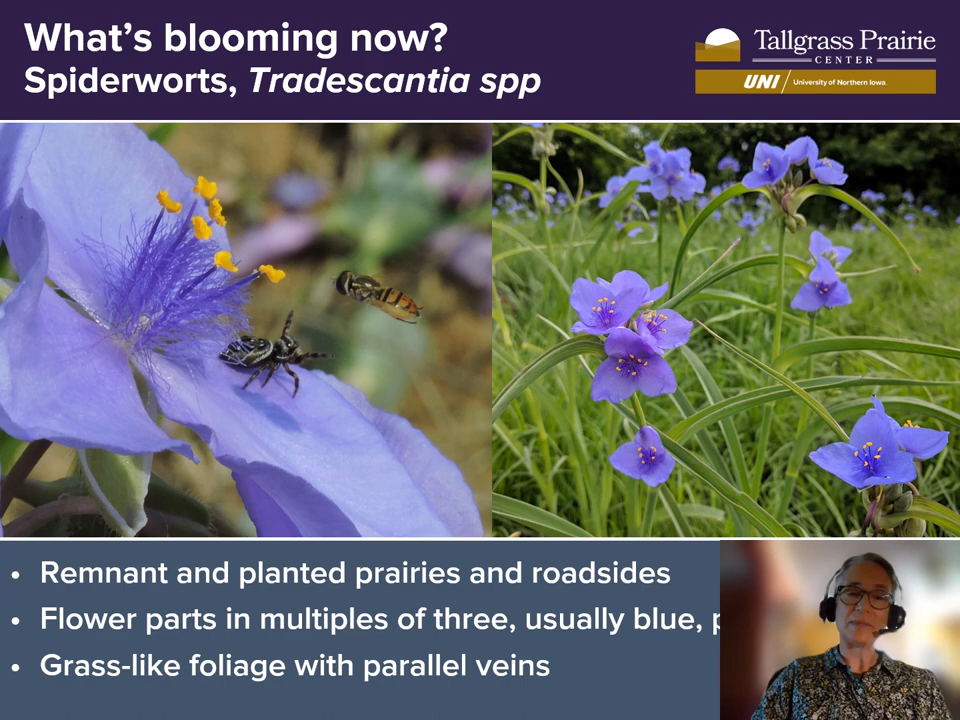 What's blooming now?
Spiderworts, Tradescantia spp
Tallgrass Prairie
CENTER
UNI University of Northern Iowa
• Remnant and planted prairies and roadsides
• Flower parts in multiples of three, usually blue,
• Grass-like foliage with parallel veins